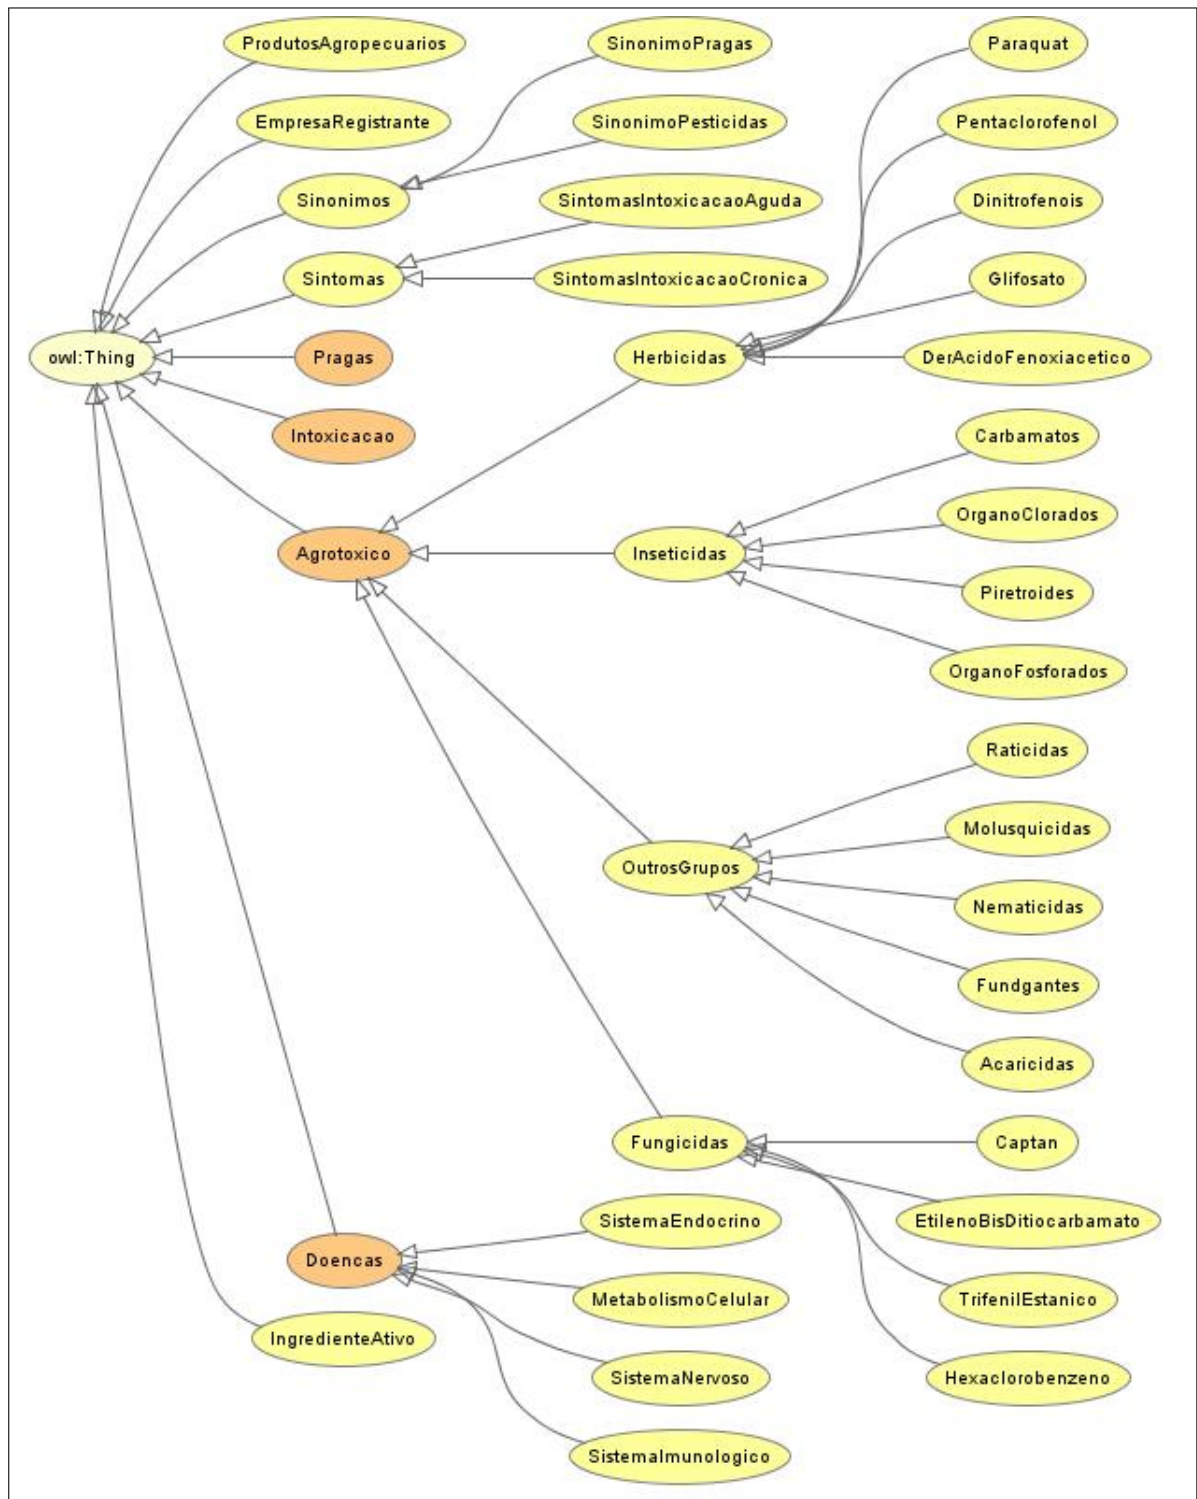 ProdutosAgropecuarios
SinonimoPragas
Paraquat
EmpresaRegistrante
SinonimoPesticidas
Pentaclorofenol
Sinonimos
SintomasIntoxicacaoAguda
Dinitrofenois
Sintomas
SintomasIntoxicacaoCronica
Glifosato
owl:Thing
Pragas
Herbicidas
DerAcidoFenoxiacetico
Intoxicacao
Carbamatos
OrganoClorados
Agrotoxico
Inseticidas
Piretroides
OrganoFosforados
Raticidas
Molusquicidas
OutrosGrupos
Nematicidas
Fundgantes
Acaricidas
Fungicidas
Captan
SistemaEndocrino
EtilenoBisDitiocarbamato
Doencas
MetabolismoCelular
TrifenilEstanico
IngredienteAtivo
SistemaNervoso
Hexaclorobenzeno
SistemaImunologico